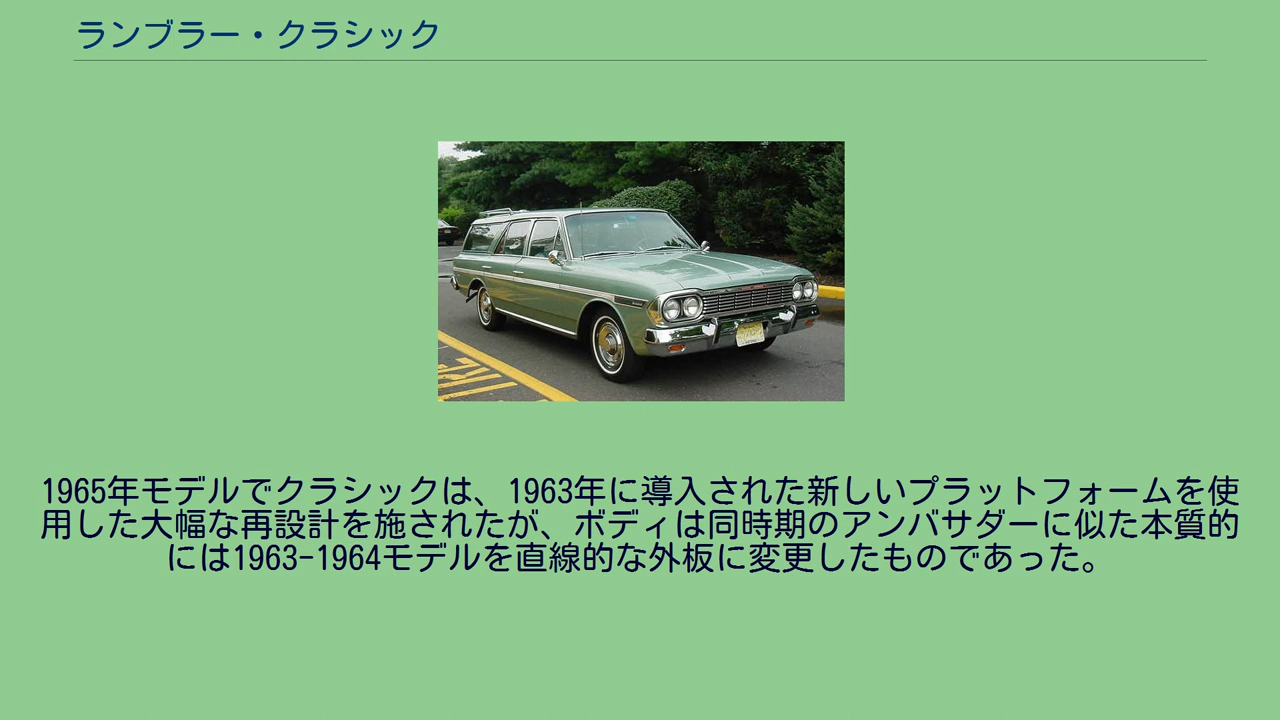 ランブラー・クラシック
1965年モデルでクラシックは、1963年に導入された新しいプラットフォームを使
用した大幅な再設計を施されたが、ボディは同時期のアンバサダーに似た本質的
には1963-1964モデルを直線的な外板に変更したものであった。